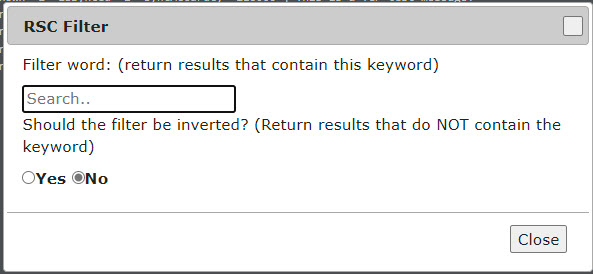 RSC Filter
Filter word: (return results that contain this keyword)
Search..
Should the filter be inverted? (Return results that do NOT contain the
keyword)
Yes No
Close